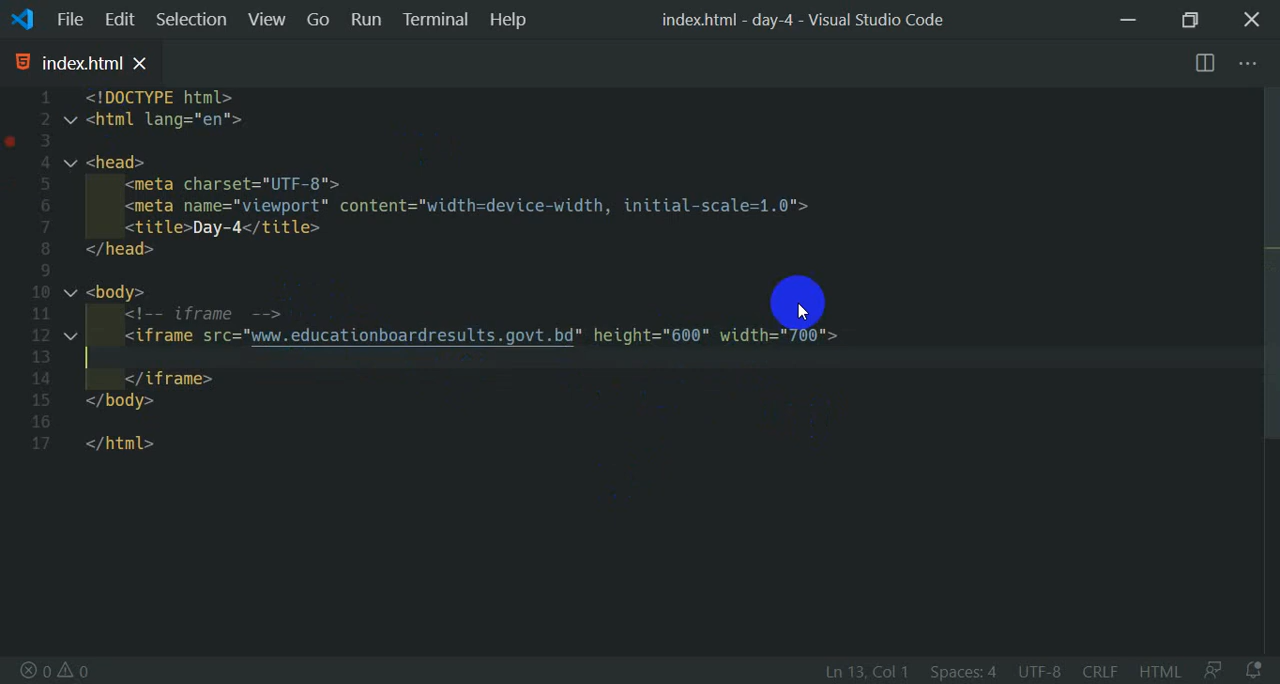 File Edit Selection View Go Run Terminal Help index.html - day-4 - Visual Studio Code
index.html
1 <!DOCTYPE html>
2 <html lang="en">
3
4 <head>
5 <meta charset="UTF-8">
6 <meta name="viewport" content="width=device-width, initial-scale=1.0">
7 <title>Day-4</title>
8 </head>
9
10 <body>
11 <!-- iframe -->
12 <iframe src="www.educationboardresults.govt.bd" height="600" width="700">
13
14 </iframe>
15 </body>
16
17 </html>
0 0 Ln 13, Col 1 Spaces: 4 UTF-8 CRLF HTML